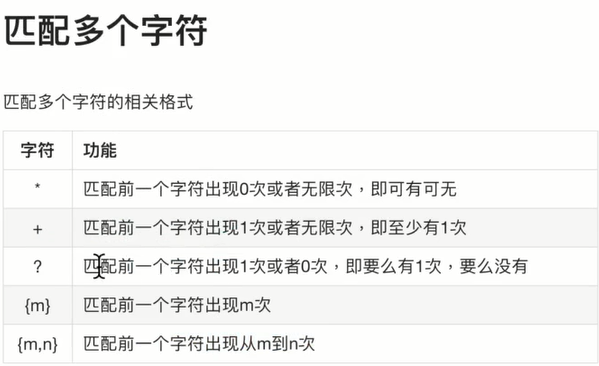 匹配多个字符
匹配多个字符的相关格式
字符 功能
* 匹配前一个字符出现0次或者无限次，即可有可无
+ 匹配前一个字符出现1次或者无限次，即至少有1次
? 匹配前一个字符出现1次或者0次，即要么有1次，要么没有
{m} 匹配前一个字符出现m次
{m,n} 匹配前一个字符出现从m到n次